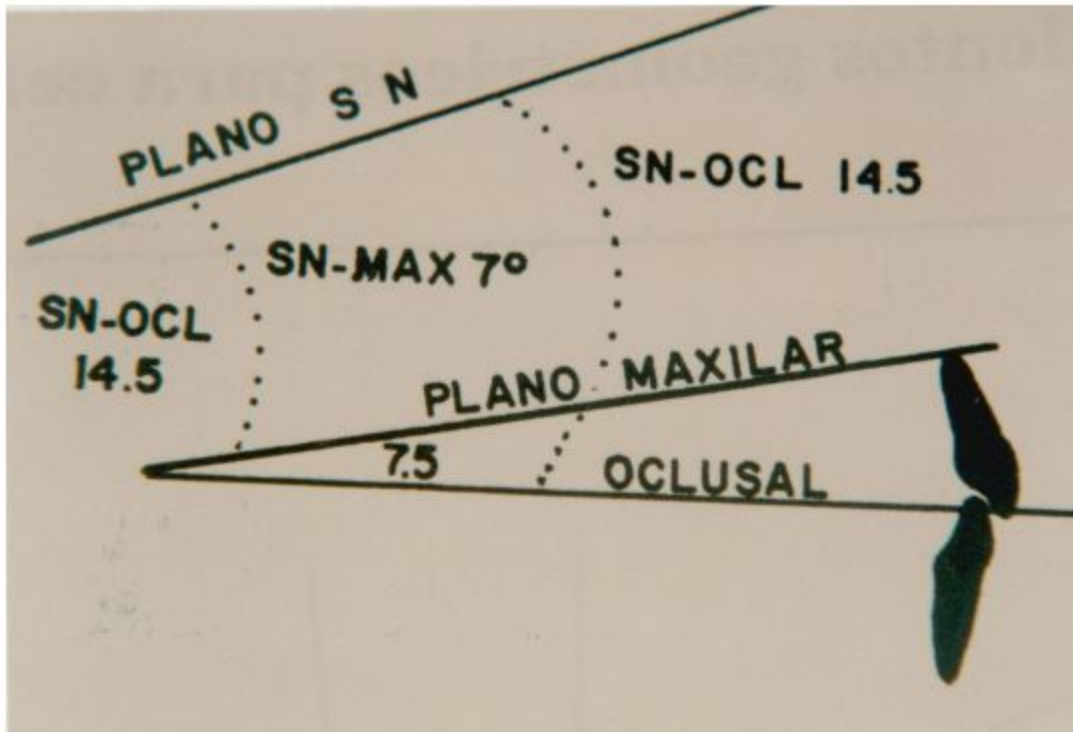 PLANO S N
SN-OCL 14.5
SN-MAX 7º
SN-OCL
14.5
PLANO MAXILAR
7.5
OCLUSAL